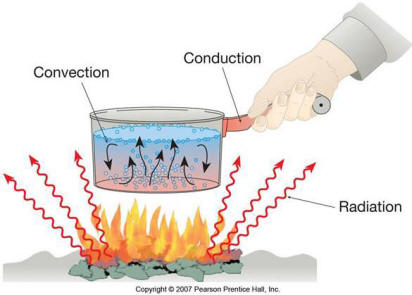 Conduction
Convection
Radiation
Copyright © 2007 Pearson Prentice Hall, Inc.